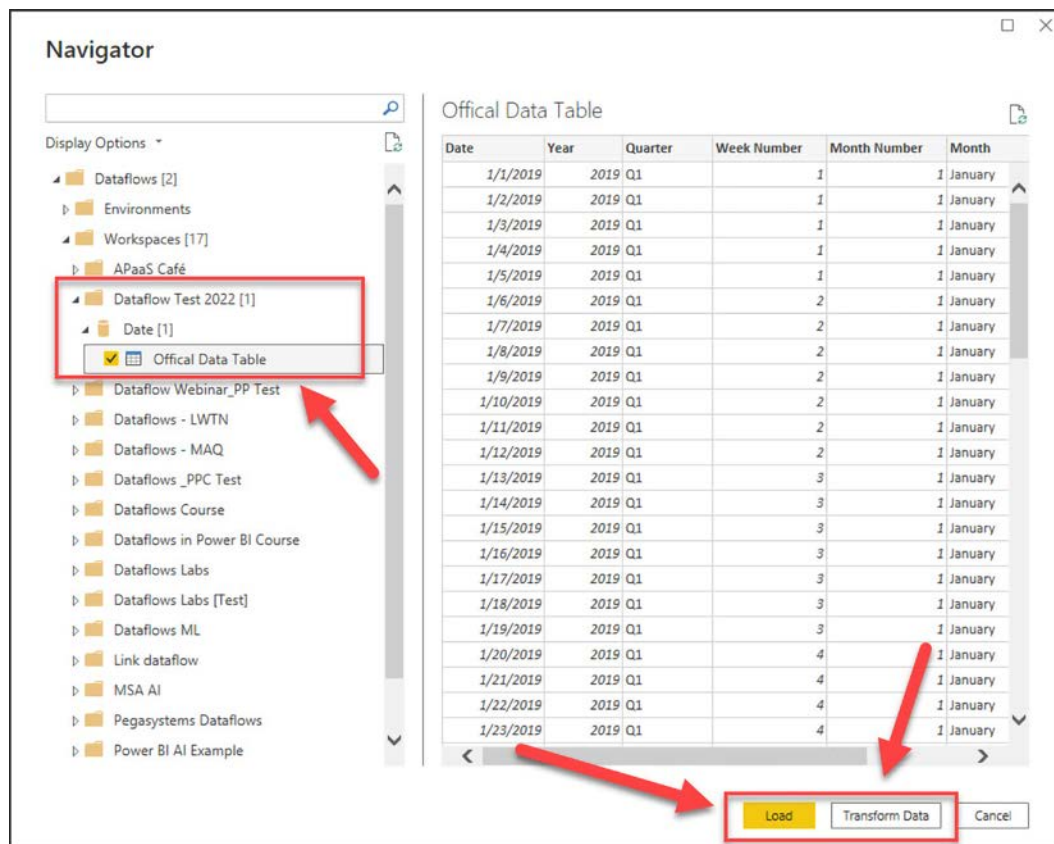 Navigator
Display Options
Dataflows [2]
Environments
Workspaces [17]
APaaS Café
Dataflow Test 2022 [1]
Date [1]
Offical Data Table
Dataflow Webinar_PP Test
Dataflows - LWTN
Dataflows - MAQ
Dataflows _PPC Test
Dataflows Course
Dataflows in Power BI Course
Dataflows Labs
Dataflows Labs [Test]
Dataflows ML
Link dataflow
MSA AI
Pegasystems Dataflows
Power BI AI Example
Offical Data Table
Date Year Quarter Week Number Month Number Month
1/1/2019 2019 Q1 1 1 January
1/2/2019 2019 Q1 1 1 January
1/3/2019 2019 Q1 1 1 January
1/4/2019 2019 Q1 1 1 January
1/5/2019 2019 Q1 1 1 January
1/6/2019 2019 Q1 2 1 January
1/7/2019 2019 Q1 2 1 January
1/8/2019 2019 Q1 2 1 January
1/9/2019 2019 Q1 2 1 January
1/10/2019 2019 Q1 2 1 January
1/11/2019 2019 Q1 2 1 January
1/12/2019 2019 Q1 2 1 January
1/13/2019 2019 Q1 3 1 January
1/14/2019 2019 Q1 3 1 January
1/15/2019 2019 Q1 3 1 January
1/16/2019 2019 Q1 3 1 January
1/17/2019 2019 Q1 3 1 January
1/18/2019 2019 Q1 3 1 January
1/19/2019 2019 Q1 3 1 January
1/20/2019 2019 Q1 4 1 January
1/21/2019 2019 Q1 4 1 January
1/22/2019 2019 Q1 4 1 January
1/23/2019 2019 Q1 4 1 January
Load Transform Data Cancel